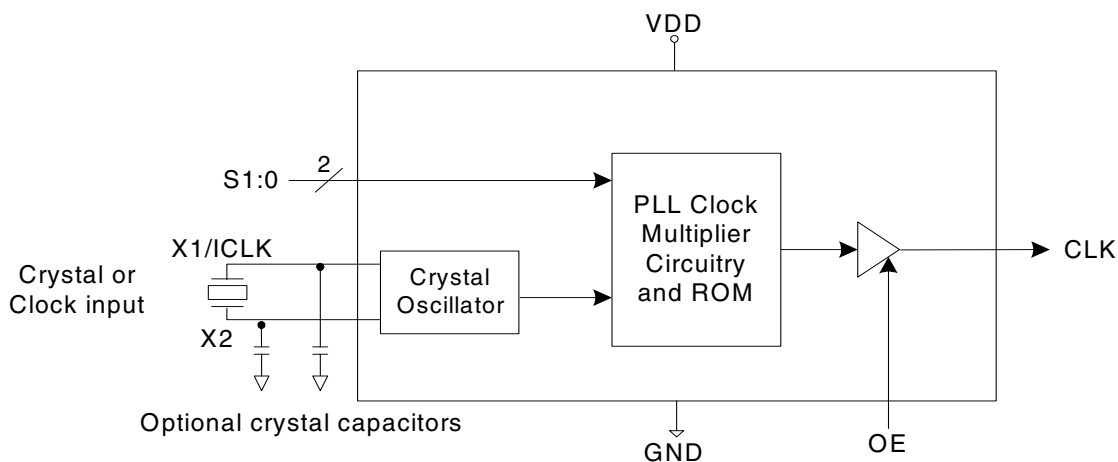 VDD
2
S1:0
PLL Clock
Multiplier
Circuitry
and ROM
X1/ICLK
Crystal or
Clock input
Crystal
Oscillator
CLK
X2
Optional crystal capacitors
GND
OE